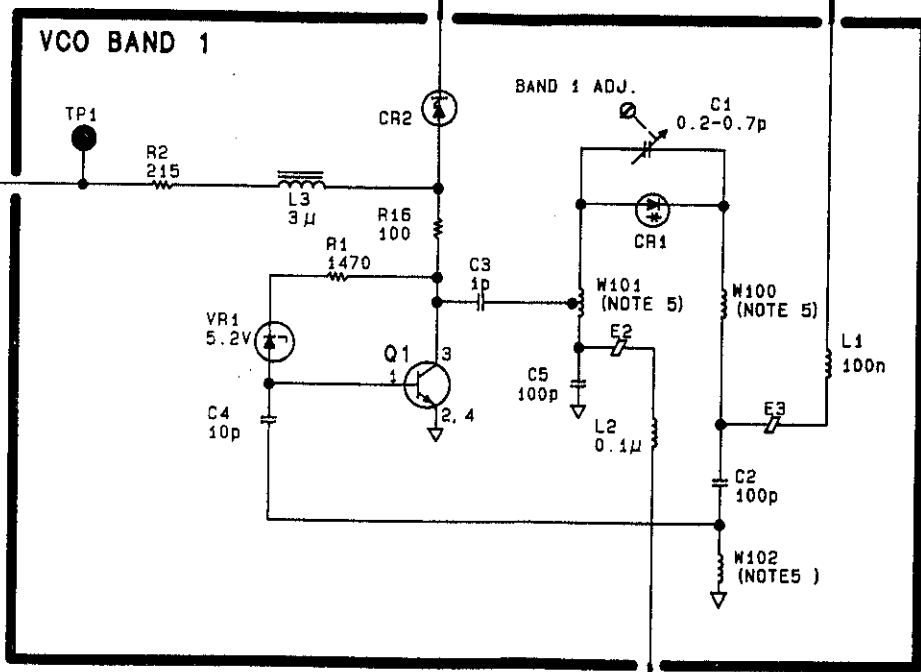 VCO BAND 1
TP1
R2
215
L3
3μ
CR2
R16
100
R1
1470
VR1
5.2V
C4
10p
Q1
1
3
2,4
C3
1p
BAND 1 ADJ.
C1
0.2-0.7p
CR1
W101
(NOTE 5)
E2
C5
100p
L2
0.1μ
W100
(NOTE 5)
L1
100n
E3
C2
100p
W102
(NOTE5 )